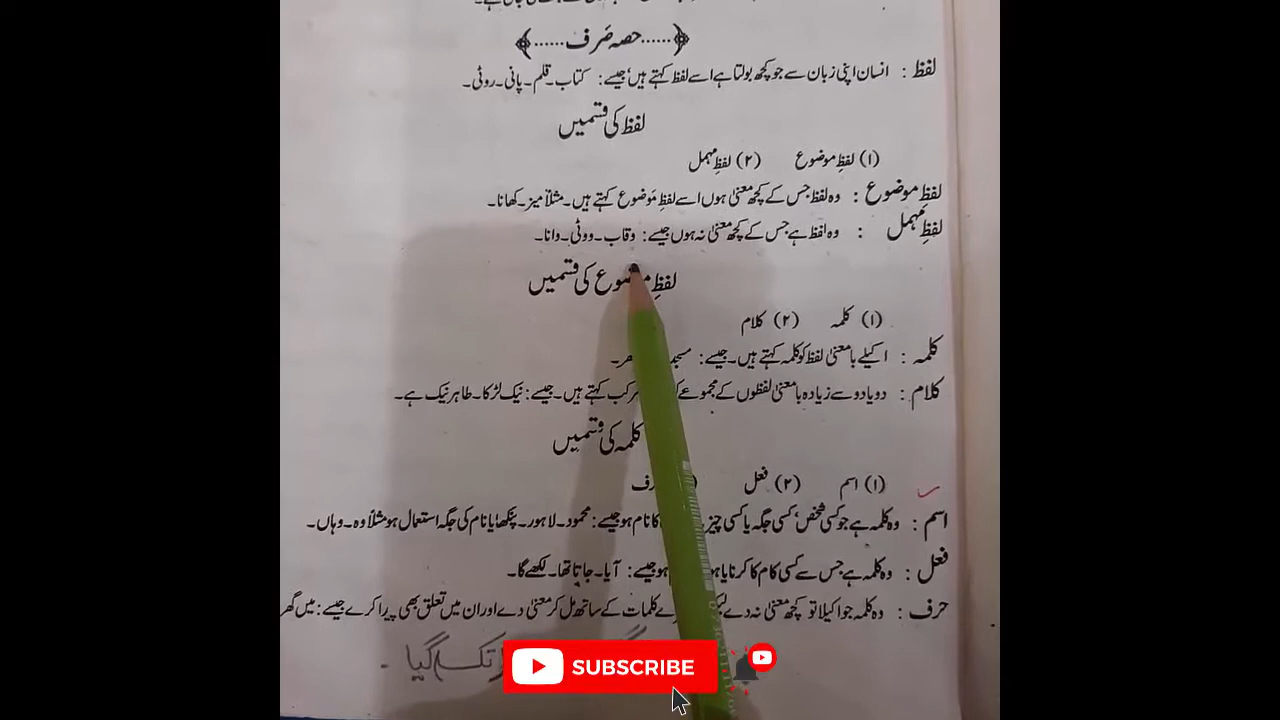 ......حصہ صَرف......
لفظ : انسان اپنی زبان سے جو کچھ بولتا ہے اسے لفظ کہتے ہیں جیسے: کتاب۔ قلم۔ پانی۔ روٹی۔
لفظ کی قسمیں
(۱) لفظِ موضوع (۲) لفظِ مہمل
لفظِ موضوع : وہ لفظ جس کے کچھ معنیٰ ہوں اسے لفظِ مَوضوع کہتے ہیں۔ مثلاً میز۔ کھانا۔
لفظِ مہمل : وہ لفظ ہے جس کے کچھ معنیٰ نہ ہوں جیسے: وقاب۔ ووٹی۔ وانا۔
لفظِ موضوع کی قسمیں
(۱) کلمہ (۲) کلام
کلمہ : اکیلے بامعنیٰ لفظ کو کلمہ کہتے ہیں۔ جیسے: مسجد
کلام : دو یا دو سے زیادہ بامعنیٰ لفظوں کے مجموعے مرکب کہتے ہیں۔ جیسے: نیک لڑکا۔ طاہر نیک ہے۔
کلمہ کی قسمیں
(۱) اسم (۲) فعل
اسم : وہ کلمہ ہے جو کسی شخص، کسی جگہ یا کسی چیز کا نام ہو جیسے: محمود۔ لاہور۔ پنکھا یا نام کی جگہ استعمال ہو مثلاً وہ۔ وہاں۔
فعل : وہ کلمہ ہے جس سے کسی کام کا کرنا یا ہو جیسے: آیا۔ جاتا تھا۔ لکھے گا۔
حرف : وہ کلمہ جو اکیلا تو کچھ معنیٰ نہ دے کلمات کے ساتھ مل کر معنیٰ دے اور ان میں تعلق بھی پیدا کرے جیسے: میں گھر
تک گیا ۔
SUBSCRIBE